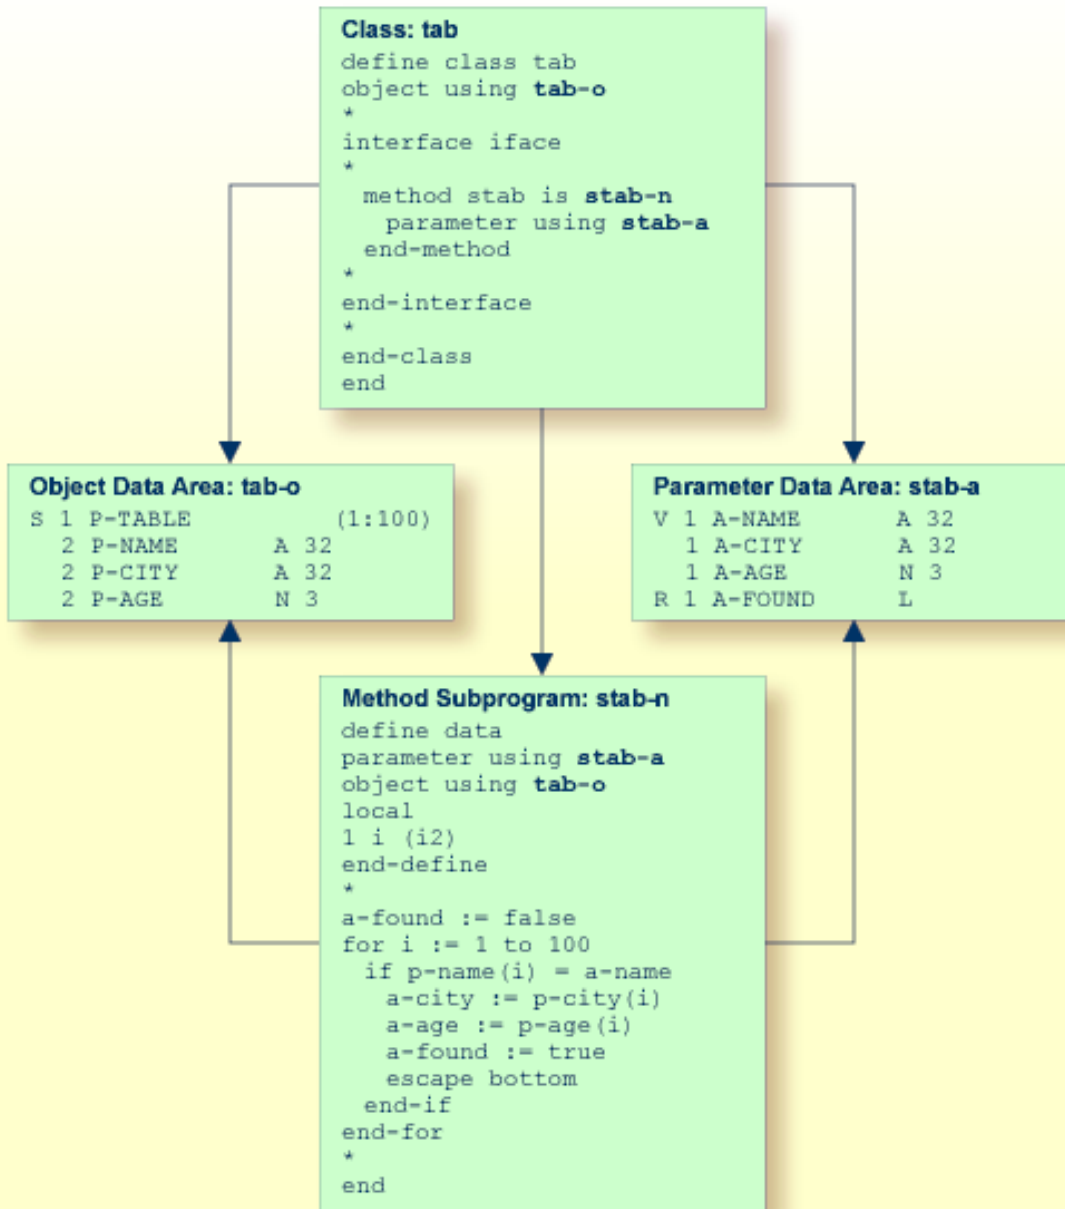 Class: tab
define class tab
object using tab-o
*
interface iface
*
method stab is stab-n
parameter using stab-a
end-method
*
end-interface
*
end-class
end
Object Data Area: tab-o
S 1 P-TABLE (1:100)
2 P-NAME A 32
2 P-CITY A 32
2 P-AGE N 3
Parameter Data Area: stab-a
V 1 A-NAME A 32
1 A-CITY A 32
1 A-AGE N 3
R 1 A-FOUND L
Method Subprogram: stab-n
define data
parameter using stab-a
object using tab-o
local
1 i (i2)
end-define
*
a-found := false
for i := 1 to 100
if p-name(i) = a-name
a-city := p-city(i)
a-age := p-age(i)
a-found := true
escape bottom
end-if
end-for
*
end